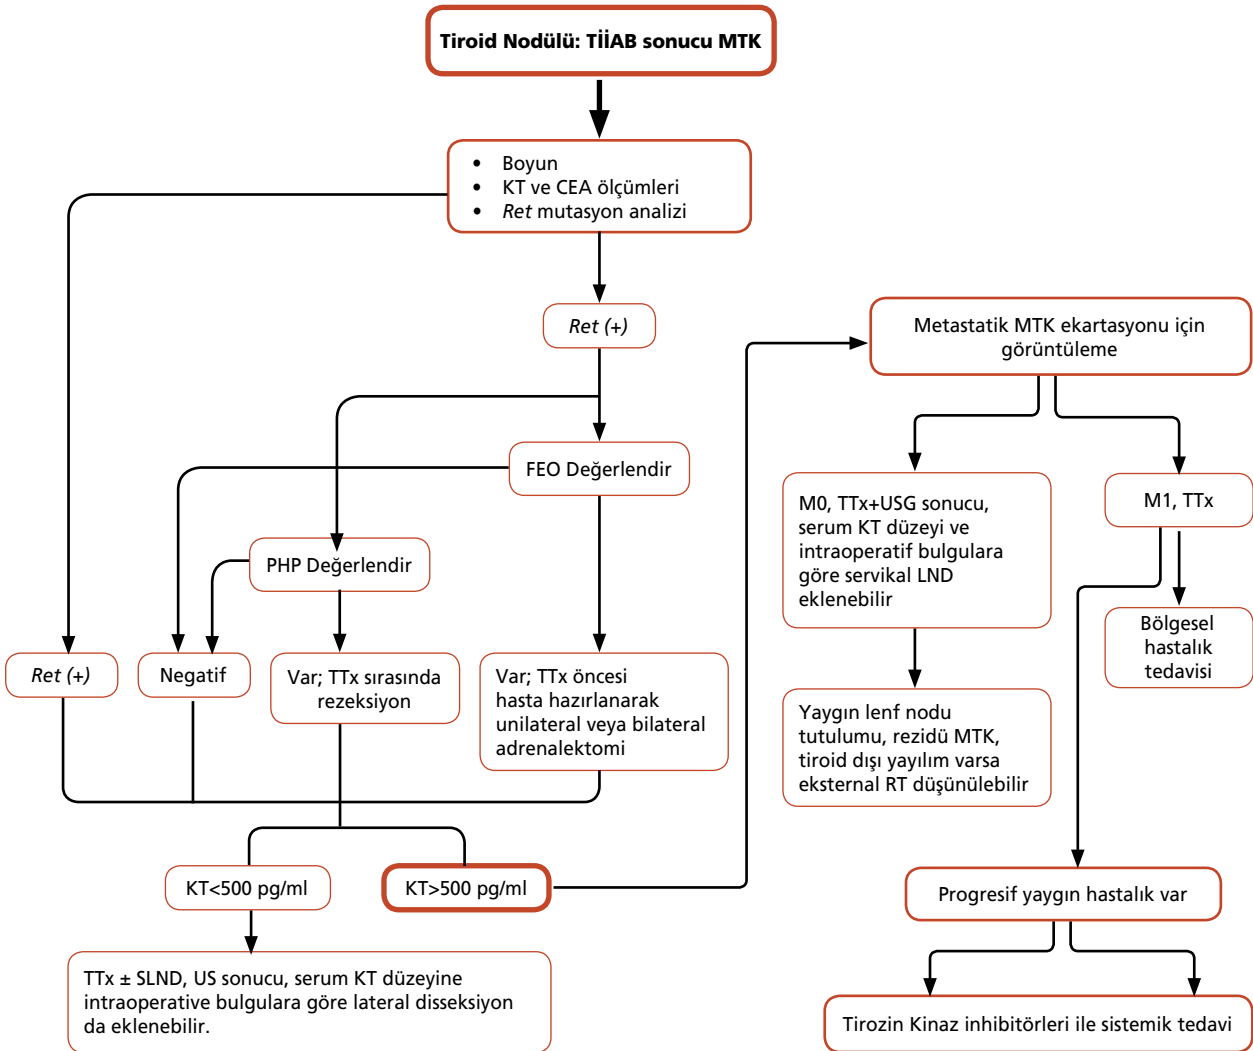 Tiroid Nodülü: TİİAB sonucu MTK
• Boyun
• KT ve CEA ölçümleri
• Ret mutasyon analizi
Ret (+)
Metastatik MTK ekartasyonu için
görüntüleme
FEO Değerlendir
M0, TTx+USG sonucu,
serum KT düzeyi ve
intraoperatif bulgulara
göre servikal LND
eklenebilir
M1, TTx
PHP Değerlendir
Bölgesel
hastalık
tedavisi
Ret (+)
Negatif
Var; TTx sırasında
rezeksiyon
Var; TTx öncesi
hasta hazırlanarak
unilateral veya bilateral
adrenalektomi
Yaygın lenf nodu
tutulumu, rezidü MTK,
tiroid dışı yayılım varsa
eksternal RT düşünülebilir
KT<500 pg/ml
KT>500 pg/ml
Progresif yaygın hastalık var
TTx ± SLND, US sonucu, serum KT düzeyine
intraoperative bulgulara göre lateral disseksiyon
da eklenebilir.
Tirozin Kinaz inhibitörleri ile sistemik tedavi